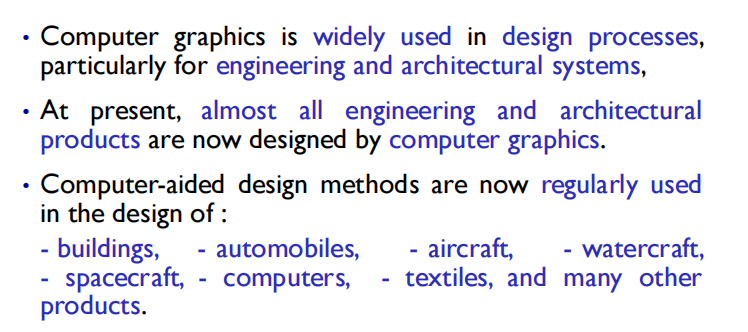 • Computer graphics is widely used in design processes,
particularly for engineering and architectural systems,
• At present, almost all engineering and architectural
products are now designed by computer graphics.
• Computer-aided design methods are now regularly used
in the design of :
- buildings, - automobiles, - aircraft, - watercraft,
- spacecraft, - computers, - textiles, and many other
products.